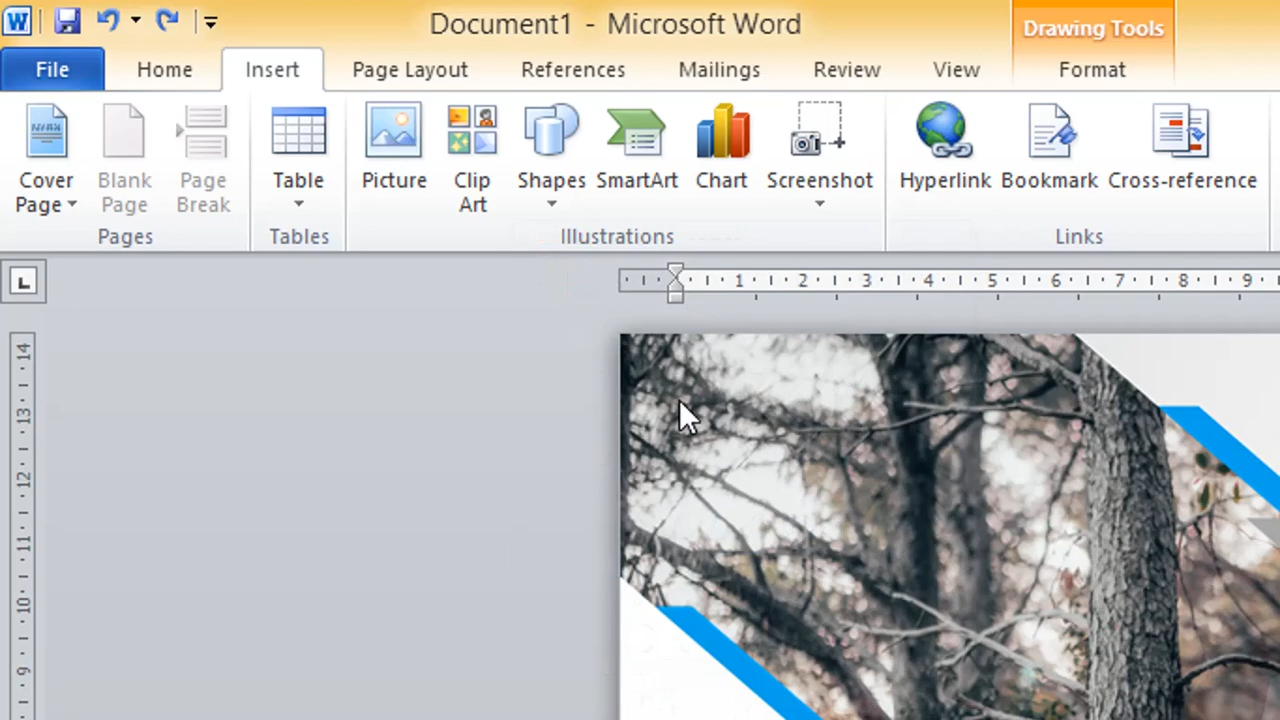 Document1 - Microsoft Word
Drawing Tools
File Home Insert Page Layout References Mailings Review View Format
Cover Page
Blank Page
Page Break
Table
Picture
Clip Art
Shapes
SmartArt
Chart
Screenshot
Hyperlink
Bookmark
Cross-reference
Pages Tables Illustrations Links
L
1 2 3 4 5 6 7 8 9
14
13
12
11
10
9